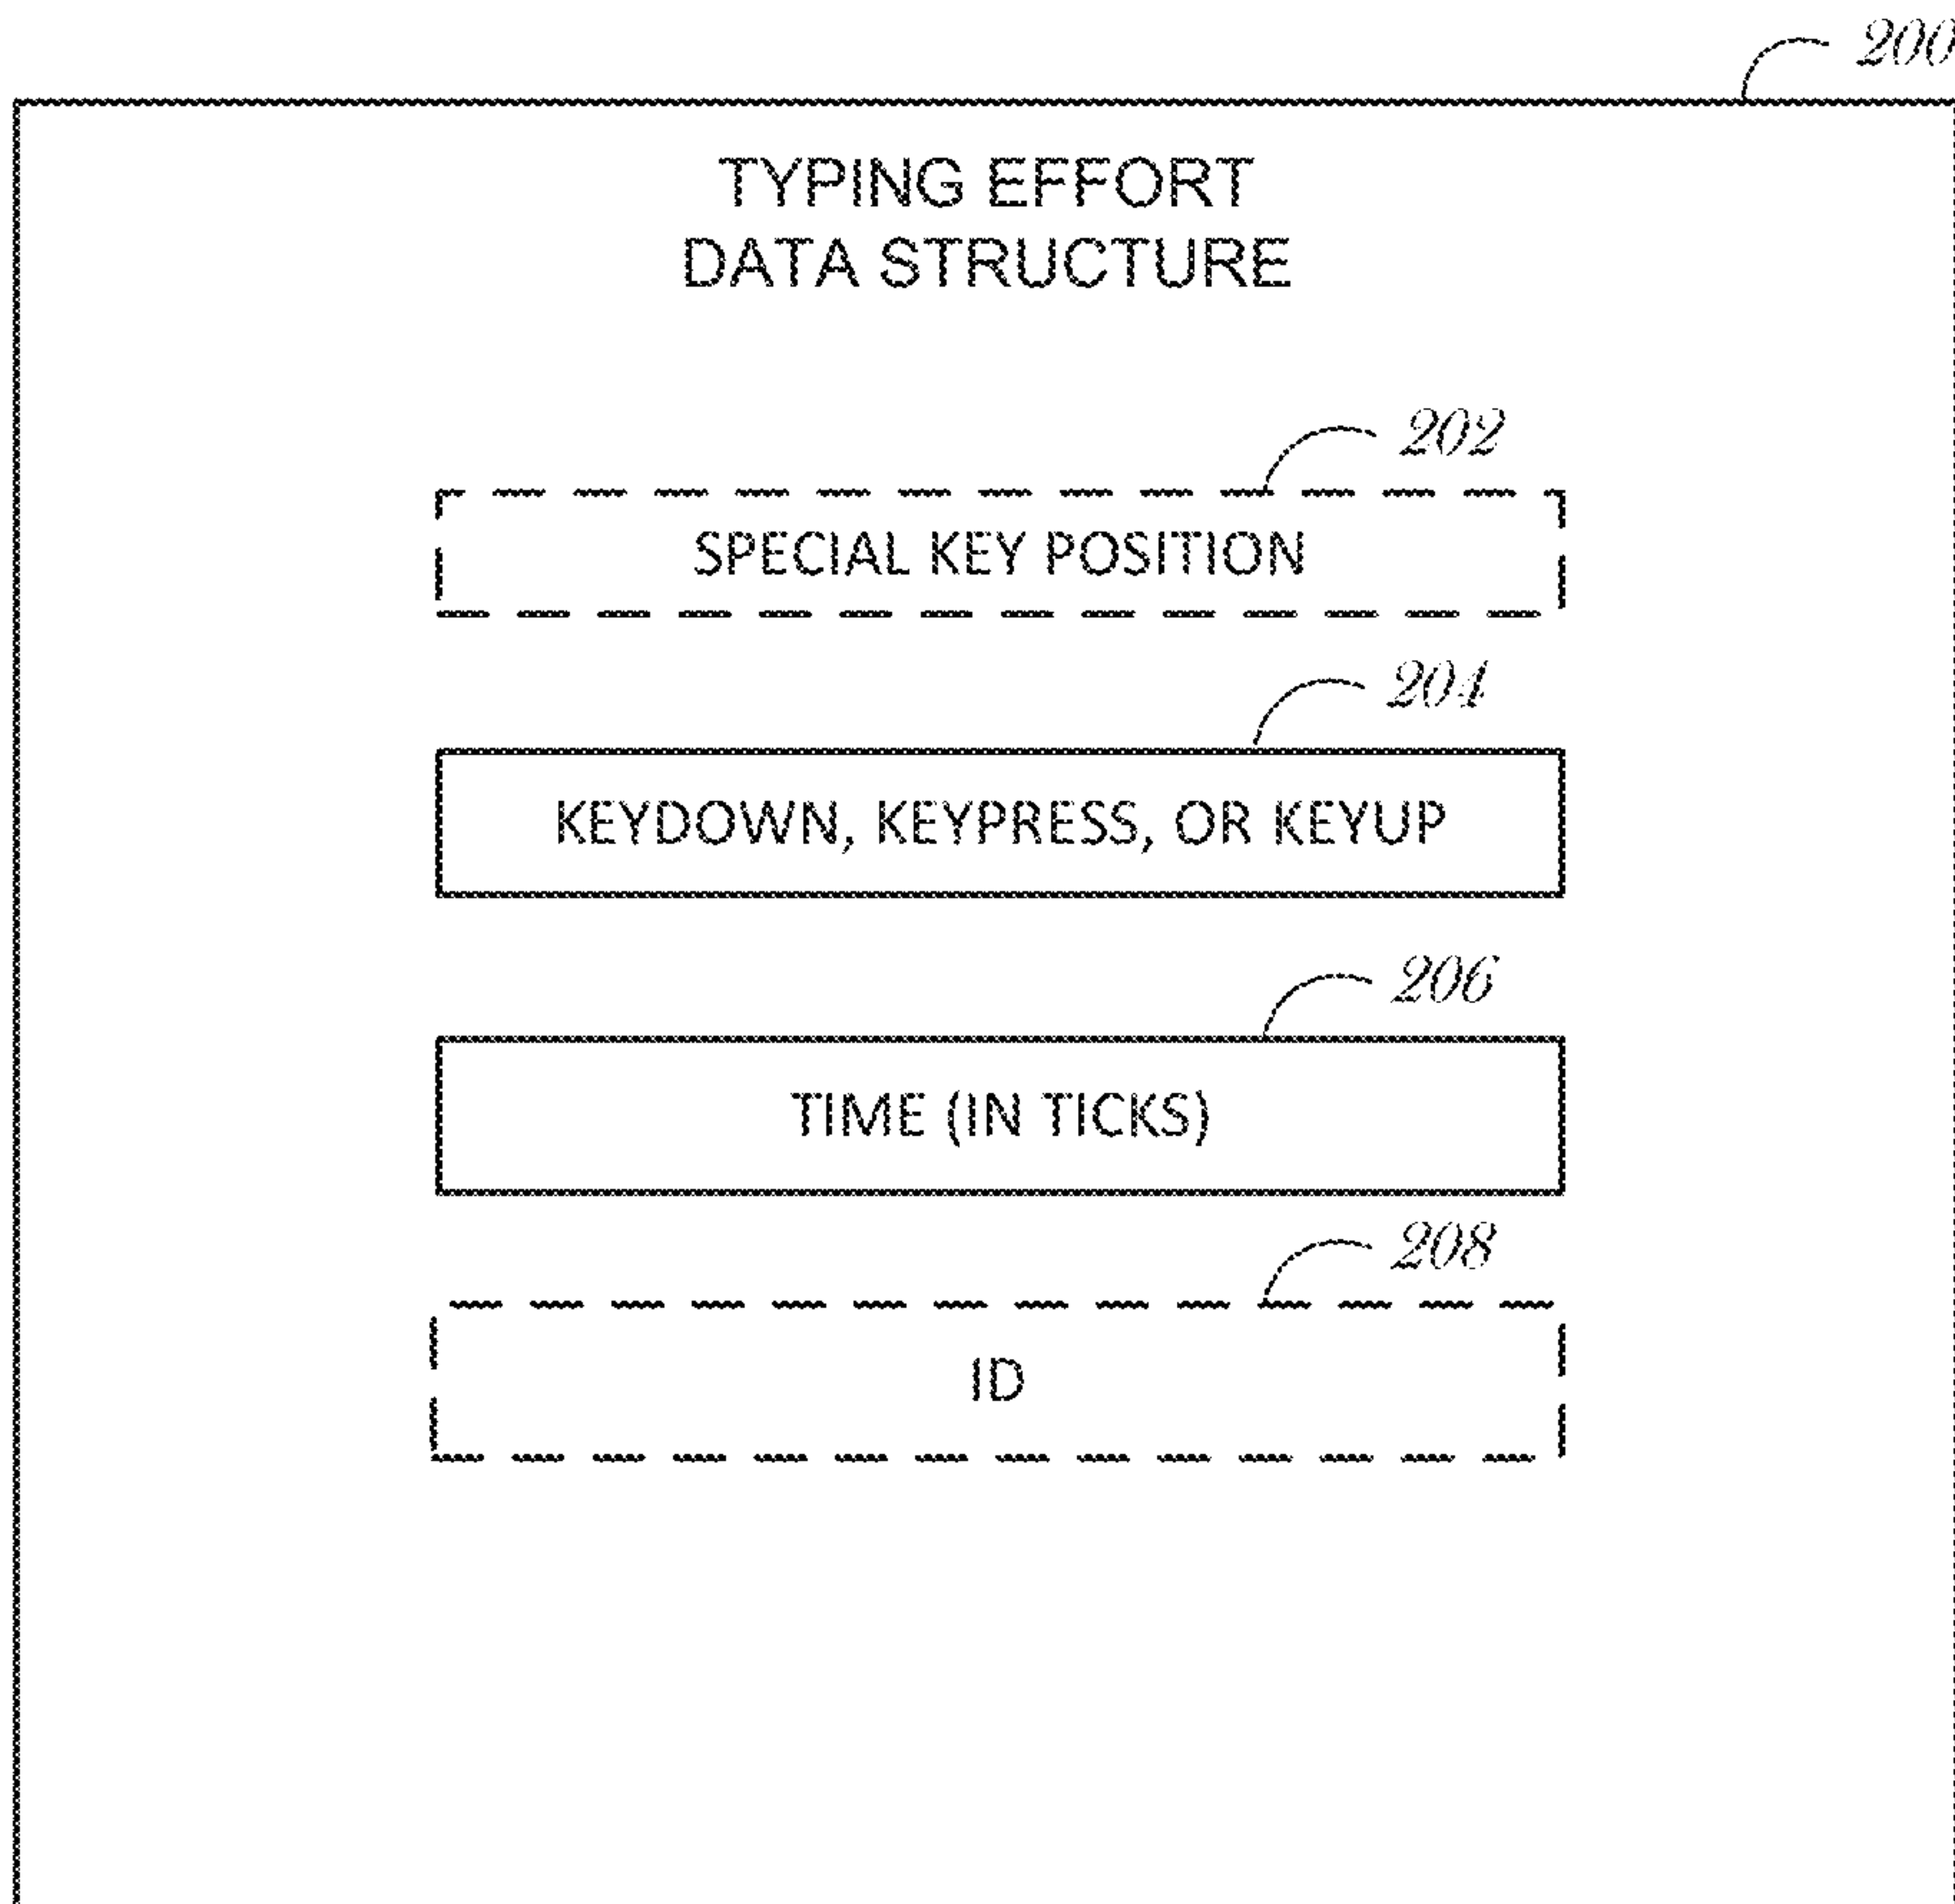 200
TYPING EFFORT
DATA STRUCTURE
202
SPECIAL KEY POSITION
204
KEYDOWN, KEYPRESS, OR KEYUP
206
TIME (IN TICKS)
208
ID